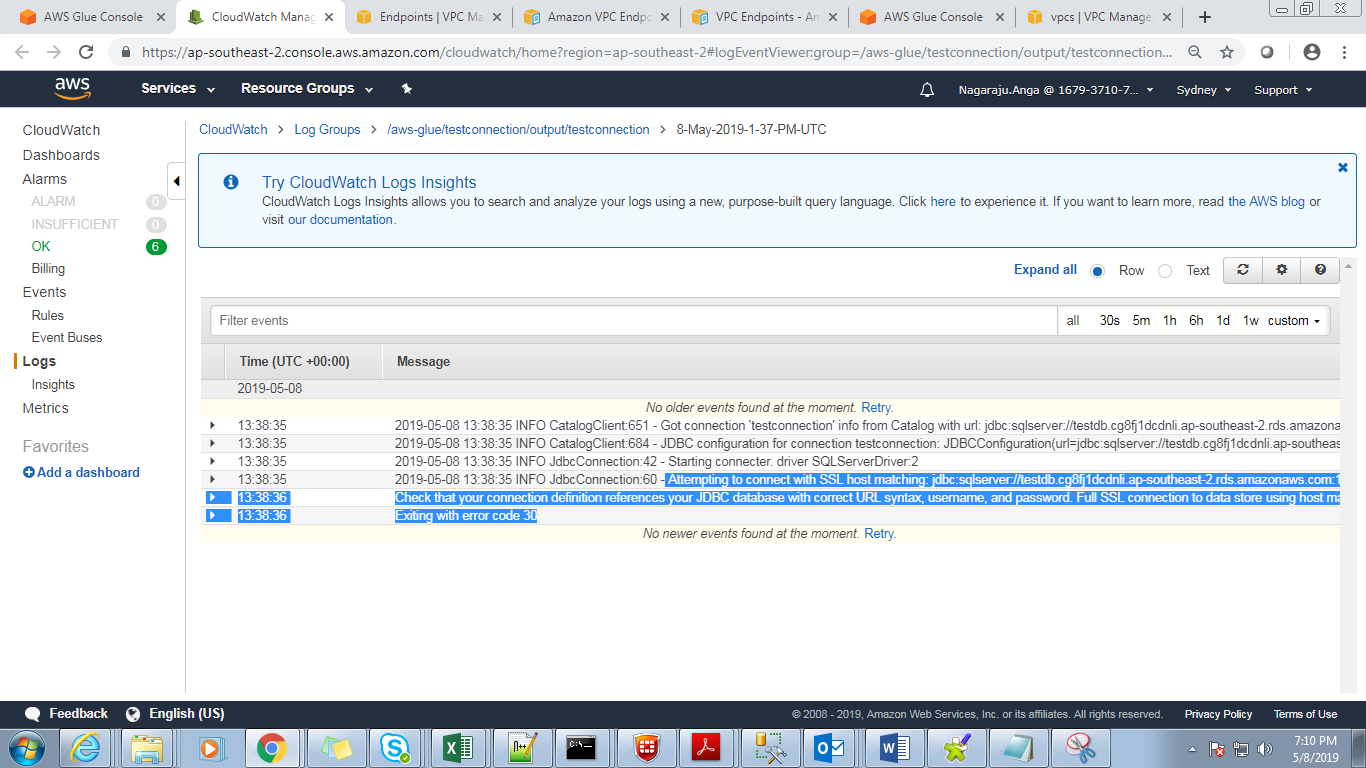 AWS Glue Console
CloudWatch Manag
Endpoints | VPC Ma
Amazon VPC Endpo
VPC Endpoints - Am
AWS Glue Console
vpcs | VPC Manage
https://ap-southeast-2.console.aws.amazon.com/cloudwatch/home?region=ap-southeast-2#logEventViewer:group=/aws-glue/testconnection/output/testconnection...
aws
Services
Resource Groups
Nagaraju.Anga @ 1679-3710-7...
Sydney
Support
CloudWatch
Dashboards
Alarms
ALARM 0
INSUFFICIENT 0
OK 6
Billing
Events
Rules
Event Buses
Logs
Insights
Metrics
Favorites
Add a dashboard
CloudWatch > Log Groups > /aws-glue/testconnection/output/testconnection > 8-May-2019-1-37-PM-UTC
Try CloudWatch Logs Insights
CloudWatch Logs Insights allows you to search and analyze your logs using a new, purpose-built query language. Click here to experience it. If you want to learn more, read the AWS blog or
visit our documentation.
Expand all Row Text
Filter events
all 30s 5m 1h 6h 1d 1w custom
Time (UTC +00:00) Message
2019-05-08
No older events found at the moment. Retry.
13:38:35 2019-05-08 13:38:35 INFO CatalogClient:651 - Got connection 'testconnection' info from Catalog with url: jdbc:sqlserver://testdb.cg8fj1dcdnli.ap-southeast-2.rds.amazona
13:38:35 2019-05-08 13:38:35 INFO CatalogClient:684 - JDBC configuration for connection testconnection: JDBCConfiguration(url=jdbc:sqlserver://testdb.cg8fj1dcdnli.ap-southeas
13:38:35 2019-05-08 13:38:35 INFO JdbcConnection:42 - Starting connecter. driver SQLServerDriver:2
13:38:35 2019-05-08 13:38:35 INFO JdbcConnection:60 - Attempting to connect with SSL host matching: jdbc:sqlserver://testdb.cg8fj1dcdnli.ap-southeast-2.rds.amazonaws.com:1
13:38:36 Check that your connection definition references your JDBC database with correct URL syntax, username, and password. Full SSL connection to data store using host ma
13:38:36 Exiting with error code 30
No newer events found at the moment. Retry.
Feedback
English (US)
© 2008 - 2019, Amazon Web Services, Inc. or its affiliates. All rights reserved.
Privacy Policy
Terms of Use
7:10 PM
5/8/2019